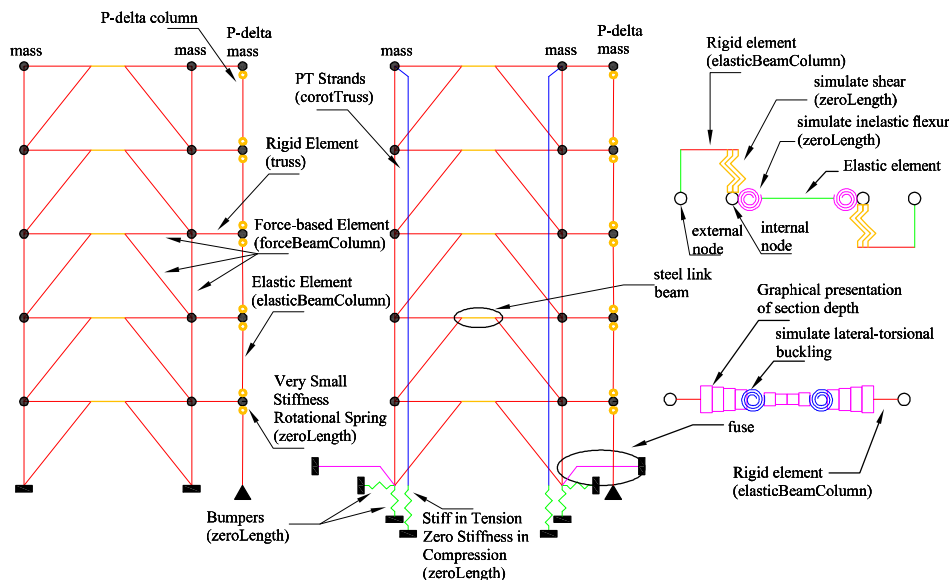 P-delta column
mass
mass
P-delta
mass
Rigid Element
(truss)
Force-based Element
(forceBeamColumn)
Elastic Element
(elasticBeamColumn)
Very Small
Stiffness
Rotational Spring
(zeroLength)
mass
mass
P-delta
mass
PT Strands
(corotTruss)
steel link
beam
fuse
Bumpers
(zeroLength)
Stiff in Tension
Zero Stiffness in
Compression
(zeroLength)
Rigid element
(elasticBeamColumn)
simulate shear
(zeroLength)
simulate inelastic flexur
(zeroLength)
Elastic element
external
node
internal
node
Graphical presentation
of section depth
simulate lateral-torsional
buckling
Rigid element
(elasticBeamColumn)